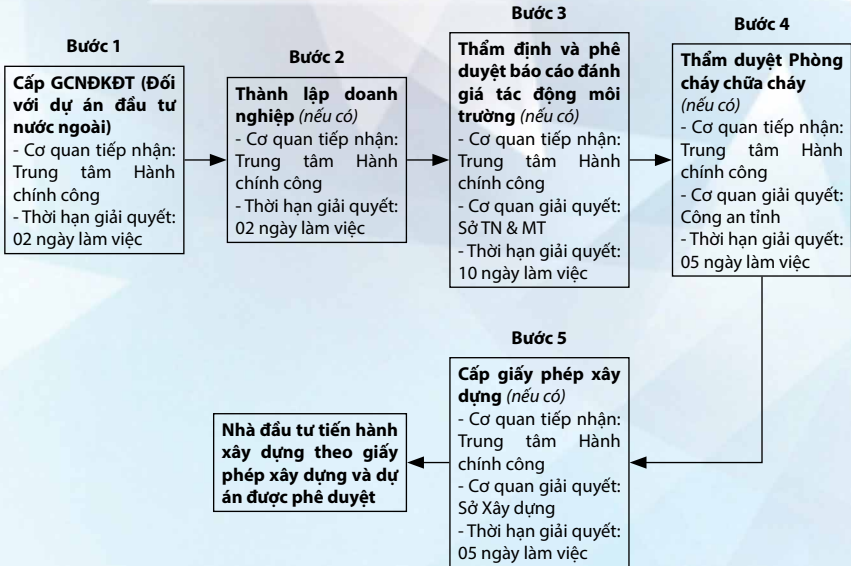 Bước 1
Cấp GCNĐKĐT (Đối
với dự án đầu tư
nước ngoài)
- Cơ quan tiếp nhận:
Trung tâm Hành
chính công
- Thời hạn giải quyết:
02 ngày làm việc
Bước 2
Thành lập doanh
nghiệp (nếu có)
- Cơ quan tiếp nhận:
Trung tâm Hành
chính công
- Thời hạn giải quyết:
02 ngày làm việc
Bước 3
Thẩm định và phê
duyệt báo cáo đánh
giá tác động môi
trường (nếu có)
- Cơ quan tiếp nhận:
Trung tâm Hành
chính công
- Cơ quan giải quyết:
Sở TN & MT
- Thời hạn giải quyết:
10 ngày làm việc
Bước 4
Thẩm duyệt Phòng
cháy chữa cháy
(nếu có)
- Cơ quan tiếp nhận:
Trung tâm Hành
chính công
- Cơ quan giải quyết:
Công an tỉnh
- Thời hạn giải quyết:
05 ngày làm việc
Bước 5
Cấp giấy phép xây
dựng (nếu có)
- Cơ quan tiếp nhận:
Trung tâm Hành
chính công
- Cơ quan giải quyết:
Sở Xây dựng
- Thời hạn giải quyết:
05 ngày làm việc
Nhà đầu tư tiến hành
xây dựng theo giấy
phép xây dựng và dự
án được phê duyệt